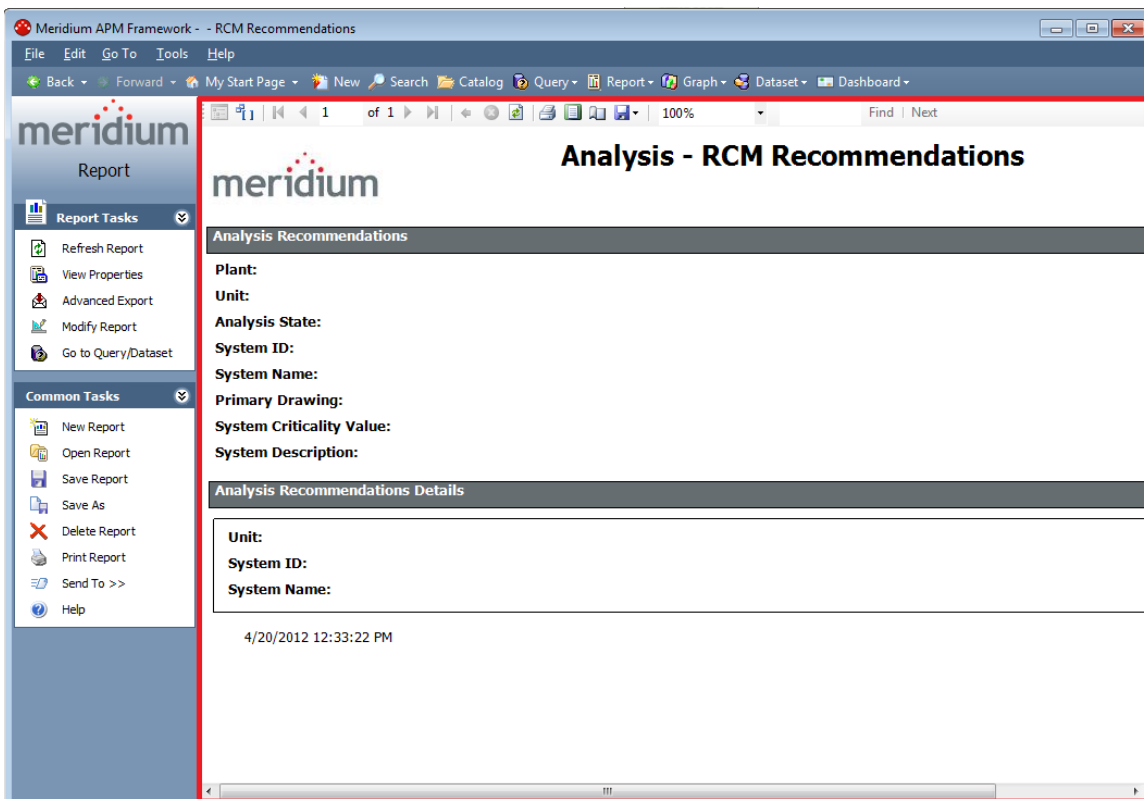 Meridium APM Framework - - RCM Recommendations
File Edit Go To Tools Help
Back Forward My Start Page New Search Catalog Query Report Graph Dataset Dashboard
meridium
Report
Report Tasks
Refresh Report
View Properties
Advanced Export
Modify Report
Go to Query/Dataset
Common Tasks
New Report
Open Report
Save Report
Save As
Delete Report
Print Report
Send To >>
Help
1 of 1 100% Find | Next
meridium
Analysis - RCM Recommendations
Analysis Recommendations
Plant:
Unit:
Analysis State:
System ID:
System Name:
Primary Drawing:
System Criticality Value:
System Description:
Analysis Recommendations Details
Unit:
System ID:
System Name:
4/20/2012 12:33:22 PM